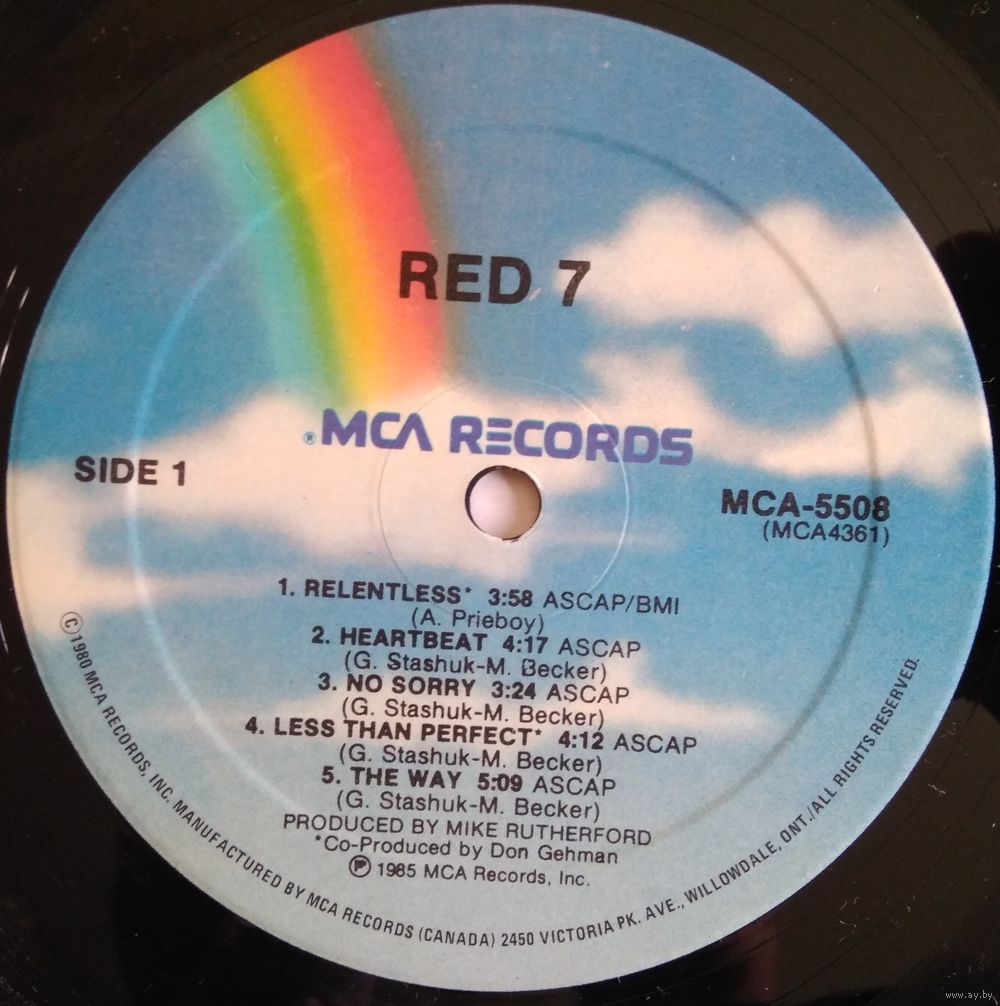 RED 7
® MCA RECORDS
SIDE 1
MCA-5508
(MCA4361)
1. RELENTLESS* 3:58 ASCAP/BMI
(A. Prieboy)
2. HEARTBEAT 4:17 ASCAP
(G. Stashuk-M. Becker)
3. NO SORRY 3:24 ASCAP
(G. Stashuk-M. Becker)
4. LESS THAN PERFECT* 4:12 ASCAP
(G. Stashuk-M. Becker)
5. THE WAY 5:09 ASCAP
(G. Stashuk-M. Becker)
PRODUCED BY MIKE RUTHERFORD
*Co-Produced by Don Gehman
℗ 1985 MCA Records, Inc.
©1980 MCA RECORDS, INC. MANUFACTURED BY MCA RECORDS (CANADA) 2450 VICTORIA PK. AVE., WILLOWDALE, ONT./ALL RIGHTS RESERVED.
www.ay.by